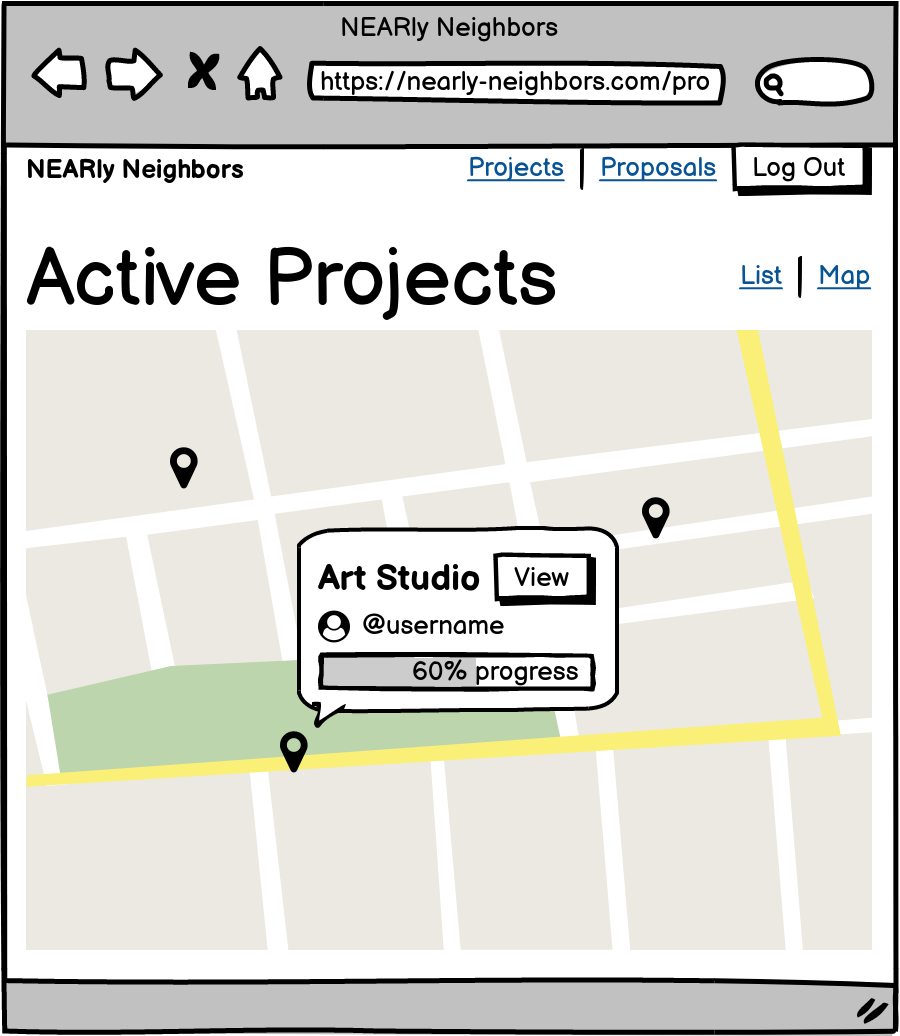 NEARly Neighbors
https://nearly-neighbors.com/pro
NEARly Neighbors
Projects
Proposals
Log Out
Active Projects
List
Map
Art Studio
View
@username
60% progress